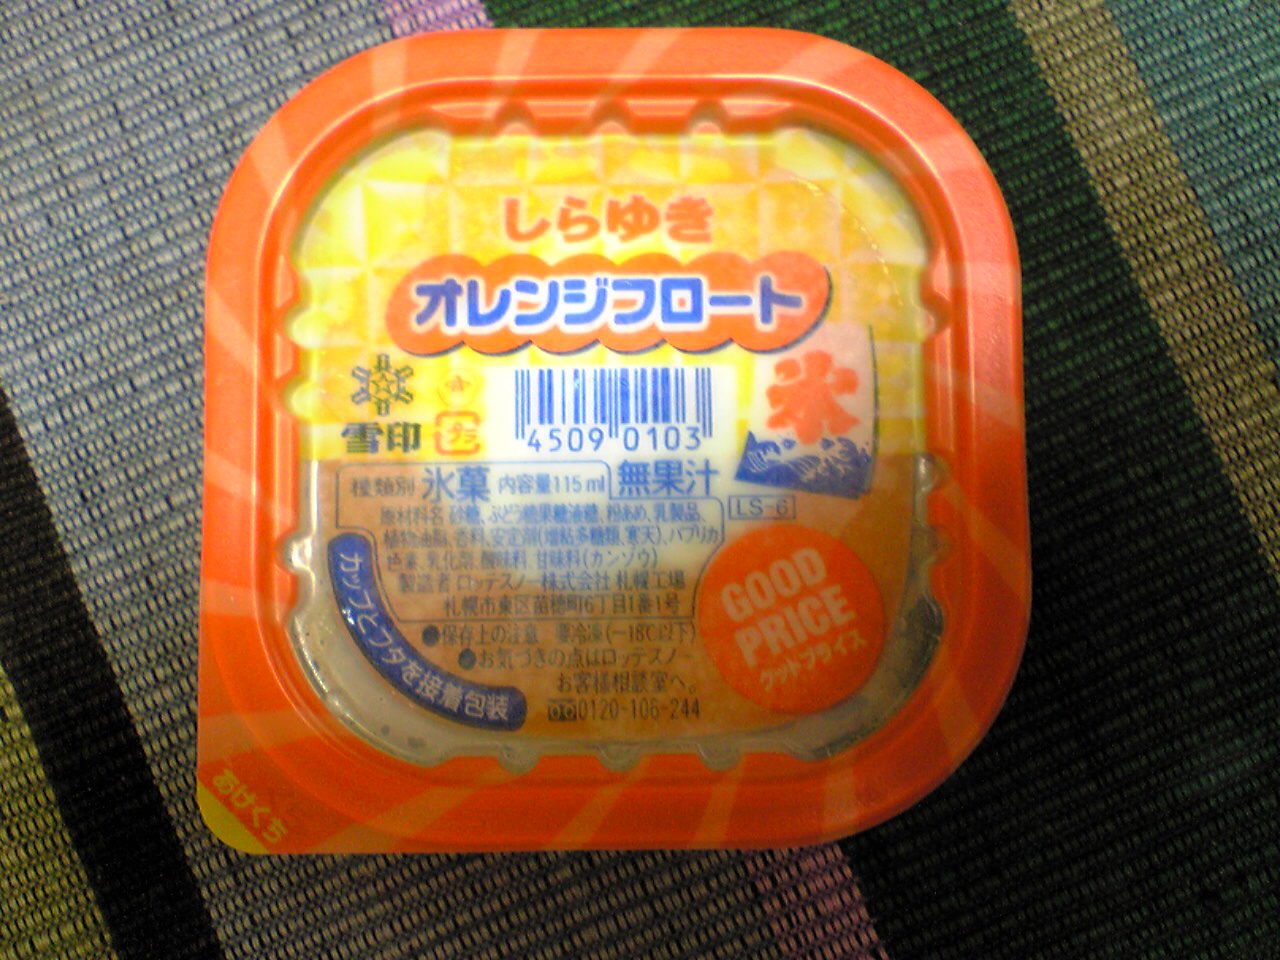 しらゆき
オレンジフロート
雪印
プラ
氷
4509 0103
種類別 氷菓 内容量115ml 無果汁
LS-6
原材料名 砂糖、ぶどう糖果糖液糖、粉あめ、乳製品、
植物油脂、香料、安定剤(増粘多糖類、寒天)、パプリカ
色素、乳化剤、酸味料、甘味料(カンゾウ)
製造者 ロッテスノー株式会社 札幌工場
札幌市東区苗穂町6丁目1番1号
●保存上の注意 要冷凍(−18℃以下)
●お気づきの点はロッテスノー
お客様相談室へ。
0120-106-244
カップとフタを接着包装
GOOD
PRICE
グッドプライス
あけくち